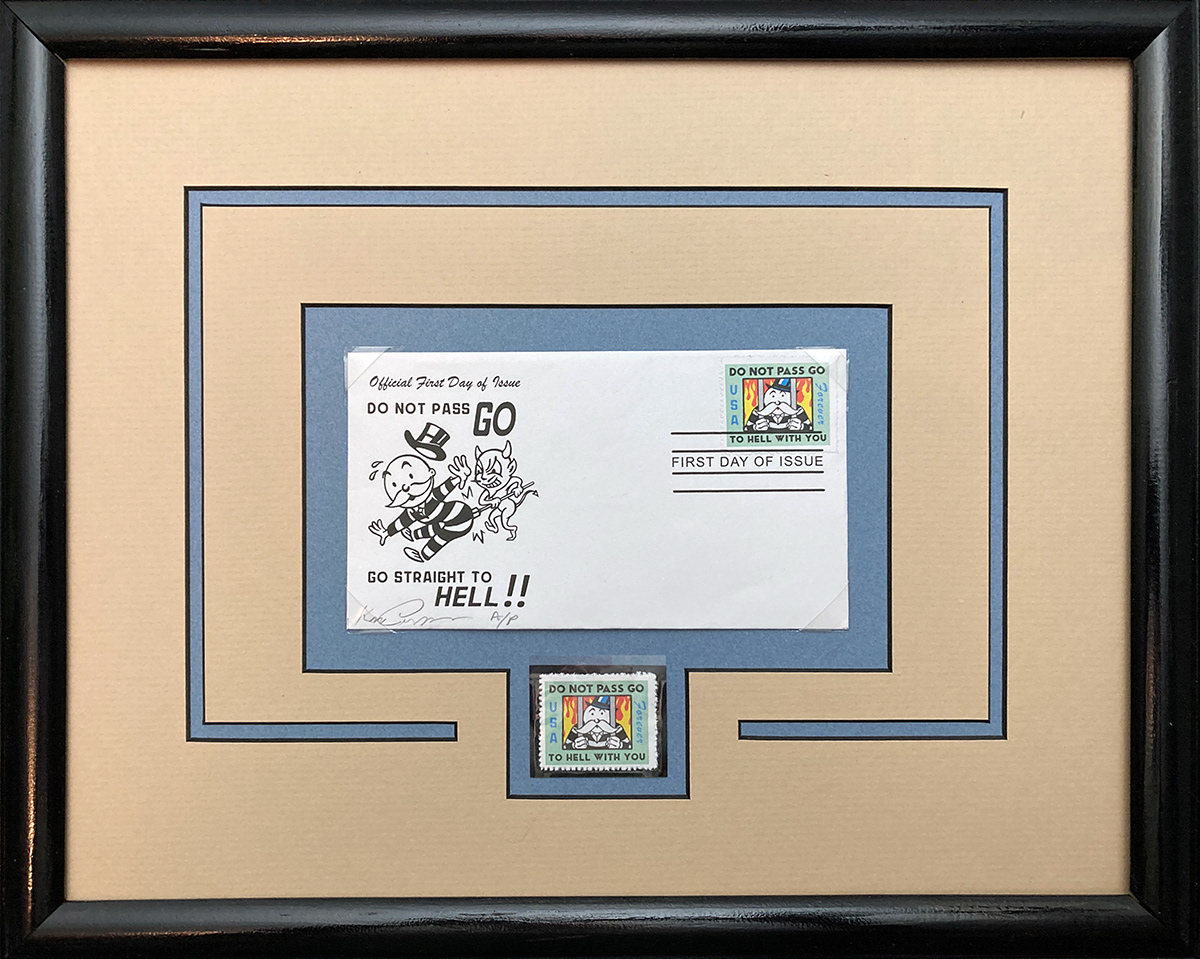 Official First Day of Issue
DO NOT PASS GO
GO STRAIGHT TO
HELL!!
A/P
DO NOT PASS GO
USA
Forever
TO HELL WITH YOU
FIRST DAY OF ISSUE
DO NOT PASS GO
USA
Forever
TO HELL WITH YOU